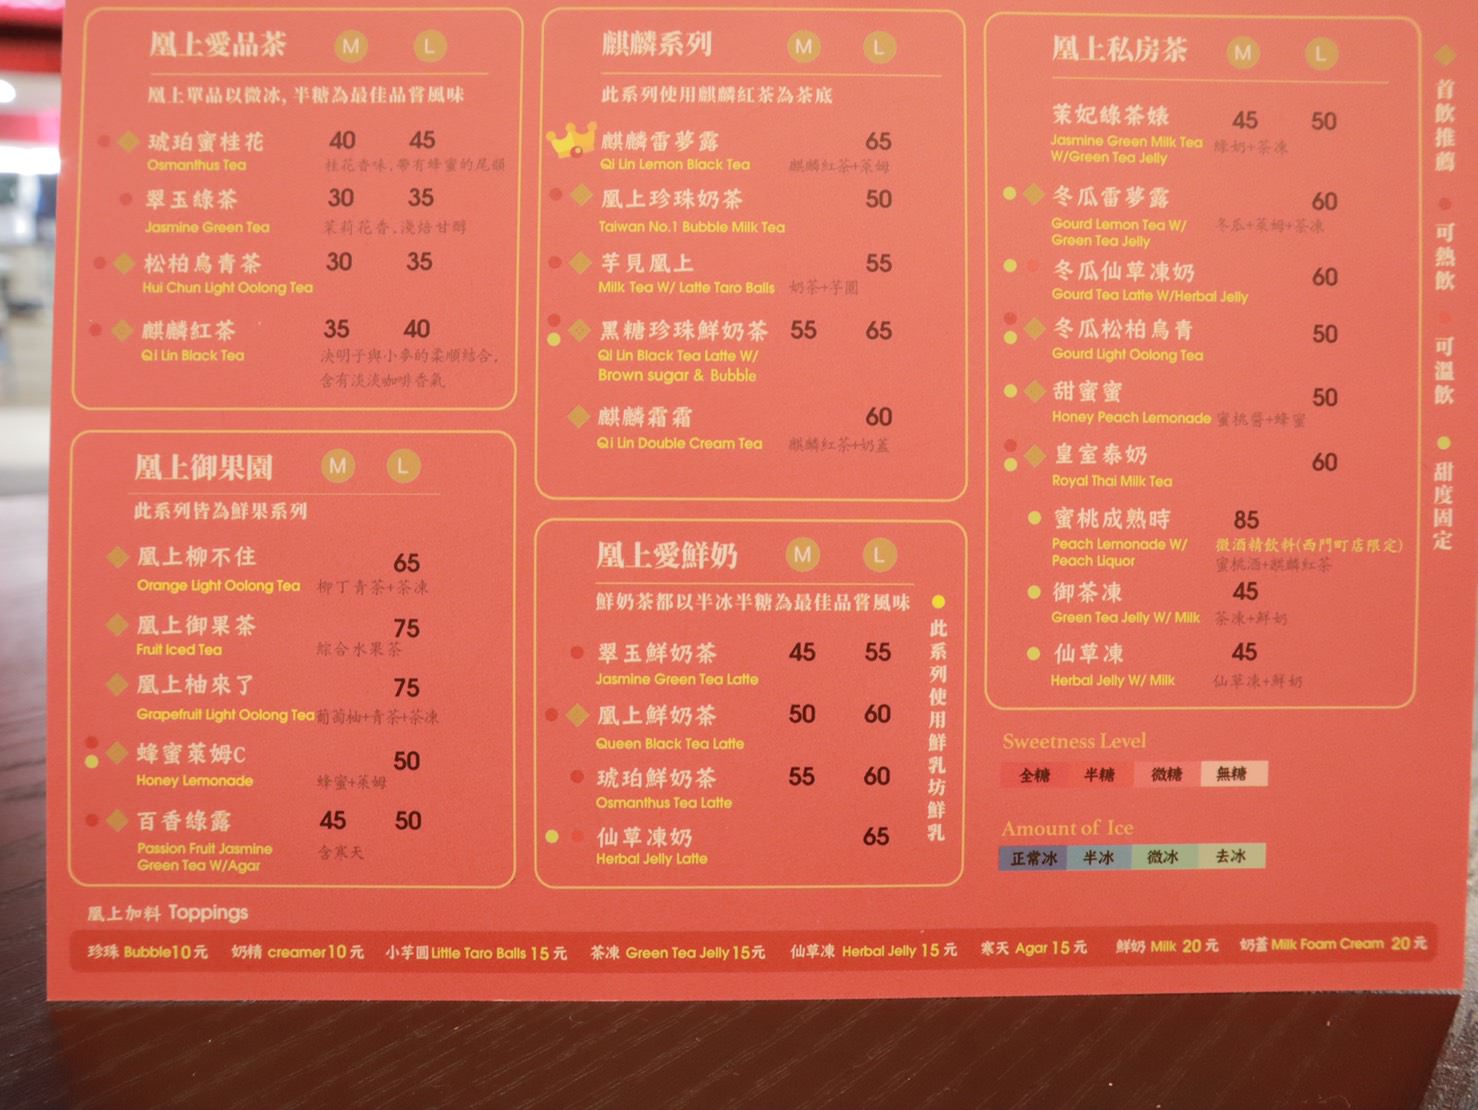 凰上愛品茶 M L
凰上單品以微冰, 半糖為最佳品嘗風味
琥珀蜜桂花 40 45
Osmanthus Tea 桂花香味,帶有蜂蜜的尾韻
翠玉綠茶 30 35
Jasmine Green Tea 茉莉花香,淺焙甘醇
松柏烏青茶 30 35
Hui Chun Light Oolong Tea
麒麟紅茶 35 40
Qi Lin Black Tea 決明子與小麥的柔順結合,
含有淡淡咖啡香氣
凰上御果園 M L
此系列皆為鮮果系列
凰上柳不住 65
Orange Light Oolong Tea 柳丁青茶+茶凍
凰上御果茶 75
Fruit Iced Tea 綜合水果茶
凰上柚來了 75
Grapefruit Light Oolong Tea 葡萄柚+青茶+茶凍
蜂蜜萊姆C 50
Honey Lemonade 蜂蜜+萊姆
百香綠露 45 50
Passion Fruit Jasmine 含寒天
Green Tea W/Agar
麒麟系列 M L
此系列使用麒麟紅茶為茶底
麒麟雷夢露 65
Qi Lin Lemon Black Tea 麒麟紅茶+萊姆
凰上珍珠奶茶 50
Taiwan No.1 Bubble Milk Tea
芋見凰上 55
Milk Tea W/ Latte Taro Balls 奶茶+芋圓
黑糖珍珠鮮奶茶 55 65
Qi Lin Black Tea Latte W/
Brown sugar & Bubble
麒麟霜霜 60
Qi Lin Double Cream Tea 麒麟紅茶+奶蓋
凰上愛鮮奶 M L
鮮奶茶都以半冰半糖為最佳品嘗風味
翠玉鮮奶茶 45 55
Jasmine Green Tea Latte
凰上鮮奶茶 50 60
Queen Black Tea Latte
琥珀鮮奶茶 55 60
Osmanthus Tea Latte
仙草凍奶 65
Herbal Jelly Latte
此系列使用鮮乳坊鮮乳
凰上私房茶 M L
茉妃綠茶婊 45 50
Jasmine Green Milk Tea 綠奶+茶凍
W/Green Tea Jelly
冬瓜雷夢露 60
Gourd Lemon Tea W/ 冬瓜+萊姆+茶凍
Green Tea Jelly
冬瓜仙草凍奶 60
Gourd Tea Latte W/Herbal Jelly
冬瓜松柏烏青 50
Gourd Light Oolong Tea
甜蜜蜜 50
Honey Peach Lemonade 蜜桃醬+蜂蜜
皇室泰奶 60
Royal Thai Milk Tea
蜜桃成熟時 85
Peach Lemonade W/ 微酒精飲料(西門町店限定)
Peach Liquor 蜜桃酒+麒麟紅茶
御茶凍 45
Green Tea Jelly W/ Milk 茶凍+鮮奶
仙草凍 45
Herbal Jelly W/ Milk 仙草凍+鮮奶
首飲推薦
可熱飲
可溫飲
甜度固定
Sweetness Level
全糖 半糖 微糖 無糖
Amount of Ice
正常冰 半冰 微冰 去冰
凰上加料 Toppings
珍珠 Bubble10元 奶精 creamer10元 小芋圓Little Taro Balls 15元 茶凍 Green Tea Jelly 15元 仙草凍 Herbal Jelly 15元 寒天 Agar 15元 鮮奶 Milk 20元 奶蓋Milk Foam Cream 20元